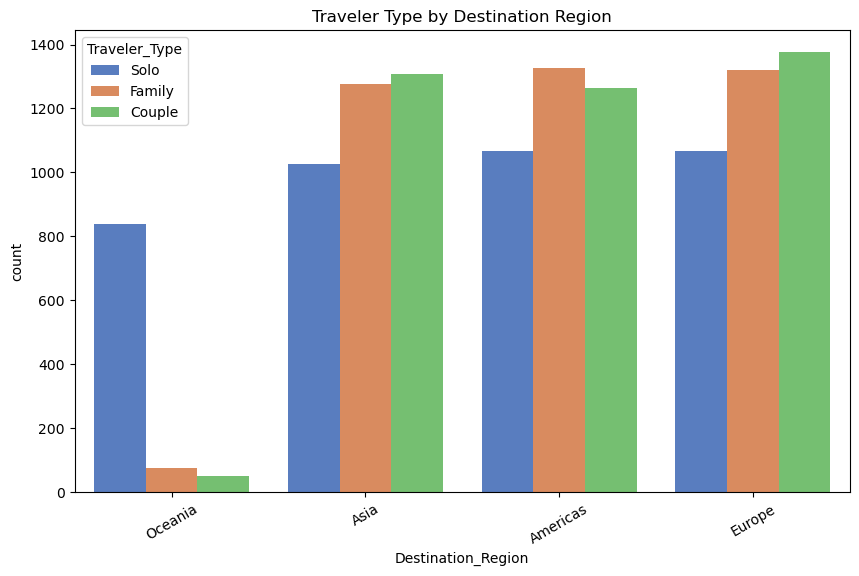 Traveler Type by Destination Region
Traveler_Type
Solo
Family
Couple
1400
1200
1000
800
600
400
200
0
count
Oceania
Asia
Americas
Europe
Destination_Region